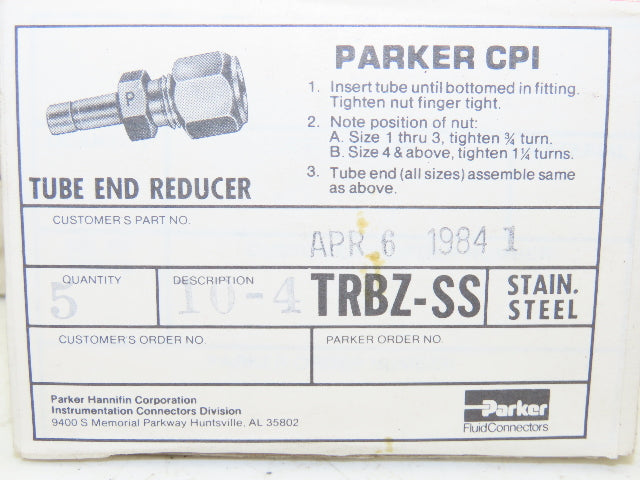 P
PARKER CPI
1. Insert tube until bottomed in fitting.
Tighten nut finger tight.
2. Note position of nut:
A. Size 1 thru 3, tighten ¾ turn.
B. Size 4 & above, tighten 1¼ turns.
3. Tube end (all sizes) assemble same
as above.
TUBE END REDUCER
CUSTOMER'S PART NO.
APR 6 1984 1
QUANTITY
5
DESCRIPTION
10-4 TRBZ-SS
STAIN.
STEEL
CUSTOMER'S ORDER NO.
PARKER ORDER NO.
Parker Hannifin Corporation
Instrumentation Connectors Division
9400 S Memorial Parkway Huntsville, AL 35802
Parker
FluidConnectors